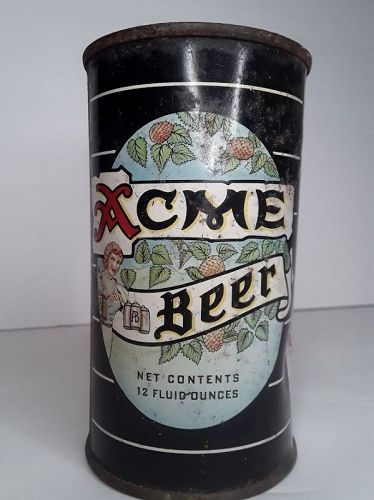 ACME
Beer
B
NET CONTENTS
12 FLUID OUNCES